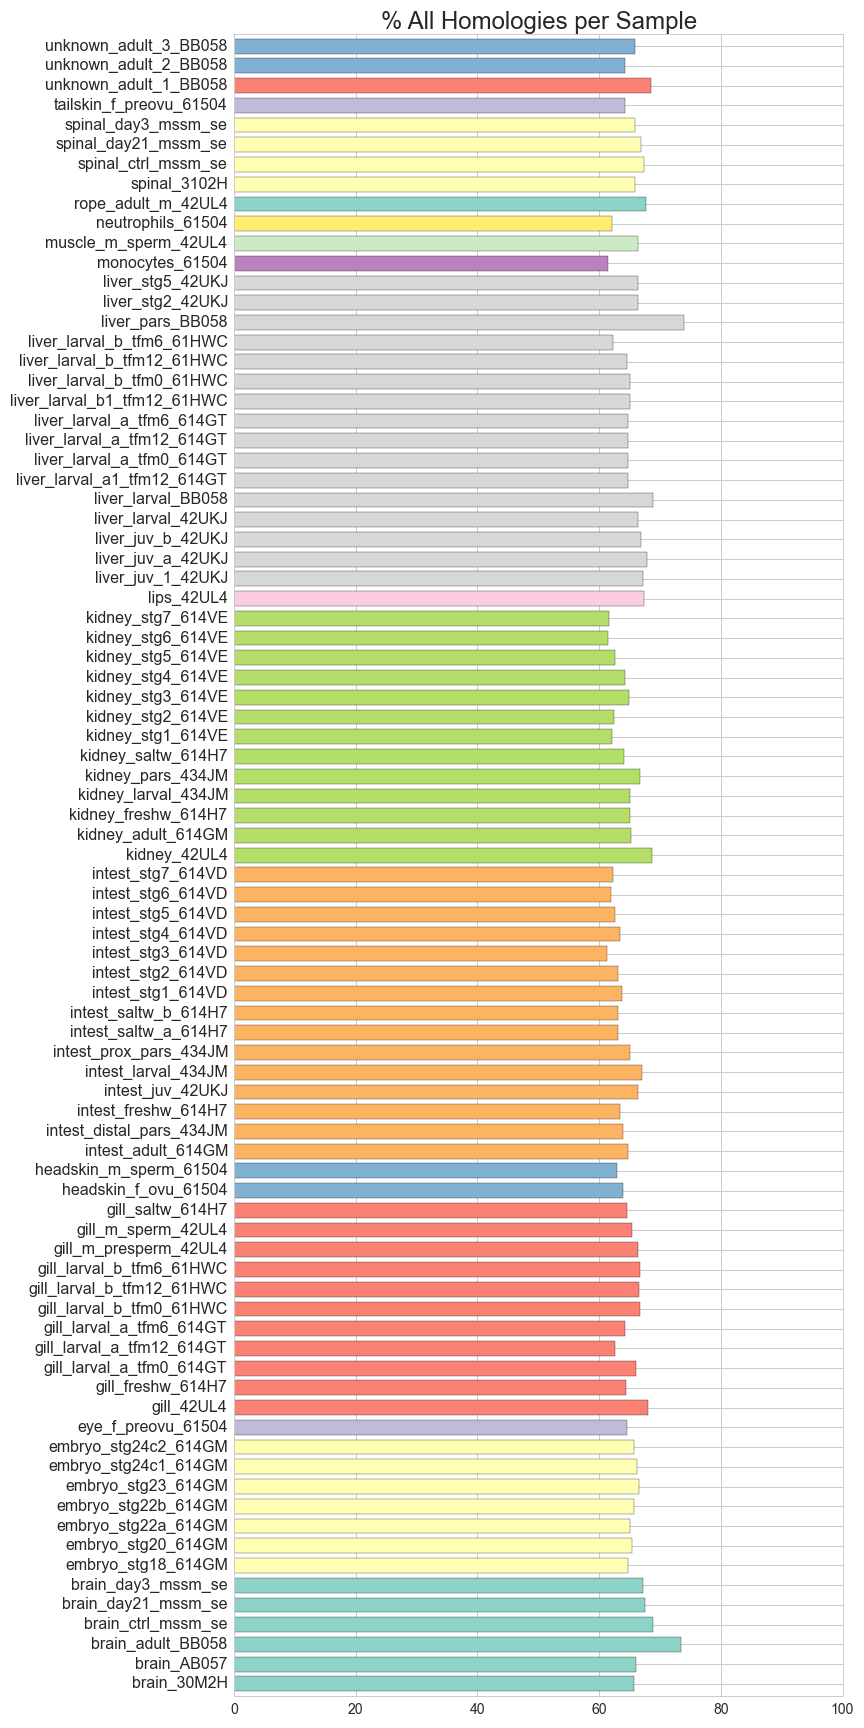 % All Homologies per Sample
unknown_adult_3_BB058
unknown_adult_2_BB058
unknown_adult_1_BB058
tailskin_f_preovu_61504
spinal_day3_mssm_se
spinal_day21_mssm_se
spinal_ctrl_mssm_se
spinal_3102H
rope_adult_m_42UL4
neutrophils_61504
muscle_m_sperm_42UL4
monocytes_61504
liver_stg5_42UKJ
liver_stg2_42UKJ
liver_pars_BB058
liver_larval_b_tfm6_61HWC
liver_larval_b_tfm12_61HWC
liver_larval_b_tfm0_61HWC
liver_larval_b1_tfm12_61HWC
liver_larval_a_tfm6_614GT
liver_larval_a_tfm12_614GT
liver_larval_a_tfm0_614GT
liver_larval_a1_tfm12_614GT
liver_larval_BB058
liver_larval_42UKJ
liver_juv_b_42UKJ
liver_juv_a_42UKJ
liver_juv_1_42UKJ
lips_42UL4
kidney_stg7_614VE
kidney_stg6_614VE
kidney_stg5_614VE
kidney_stg4_614VE
kidney_stg3_614VE
kidney_stg2_614VE
kidney_stg1_614VE
kidney_saltw_614H7
kidney_pars_434JM
kidney_larval_434JM
kidney_freshw_614H7
kidney_adult_614GM
kidney_42UL4
intest_stg7_614VD
intest_stg6_614VD
intest_stg5_614VD
intest_stg4_614VD
intest_stg3_614VD
intest_stg2_614VD
intest_stg1_614VD
intest_saltw_b_614H7
intest_saltw_a_614H7
intest_prox_pars_434JM
intest_larval_434JM
intest_juv_42UKJ
intest_freshw_614H7
intest_distal_pars_434JM
intest_adult_614GM
headskin_m_sperm_61504
headskin_f_ovu_61504
gill_saltw_614H7
gill_m_sperm_42UL4
gill_m_presperm_42UL4
gill_larval_b_tfm6_61HWC
gill_larval_b_tfm12_61HWC
gill_larval_b_tfm0_61HWC
gill_larval_a_tfm6_614GT
gill_larval_a_tfm12_614GT
gill_larval_a_tfm0_614GT
gill_freshw_614H7
gill_42UL4
eye_f_preovu_61504
embryo_stg24c2_614GM
embryo_stg24c1_614GM
embryo_stg23_614GM
embryo_stg22b_614GM
embryo_stg22a_614GM
embryo_stg20_614GM
embryo_stg18_614GM
brain_day3_mssm_se
brain_day21_mssm_se
brain_ctrl_mssm_se
brain_adult_BB058
brain_AB057
brain_30M2H
0 20 40 60 80 100